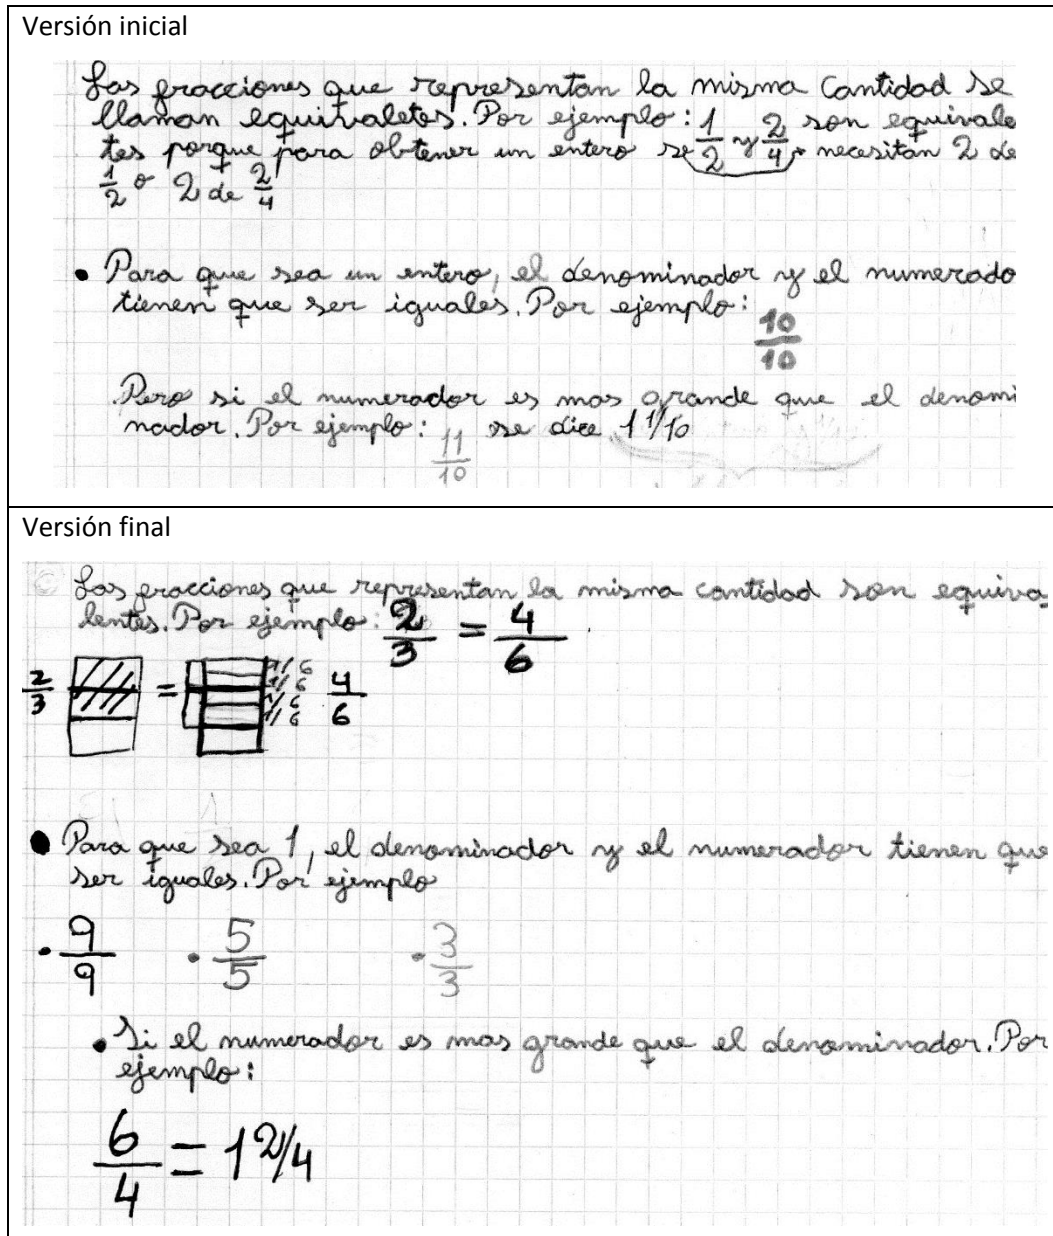 Versión inicial
Las fracciones que representan la misma cantidad se
llaman equivaletes. Por ejemplo: 1/2 y 2/4 son equivale
tes porque para obtener un entero se necesitan 2 de
1/2 o 2 de 2/4
• Para que sea un entero, el denominador y el numerado
tienen que ser iguales. Por ejemplo: 10/10
Pero si el numerador es mas grande que el denomi
nador. Por ejemplo: 11/10 se dice 1 1/10
Versión final
Las fracciones que representan la misma cantidad son equiva
lentes. Por ejemplo: 2/3 = 4/6
2/3 = 1/6 1/6 1/6 1/6 4/6
• Para que sea 1, el denominador y el numerador tienen que
ser iguales. Por ejemplo
• 9/9 • 5/5 • 3/3
• Si el numerador es mas grande que el denominador. Por
ejemplo:
6/4 = 1 2/4